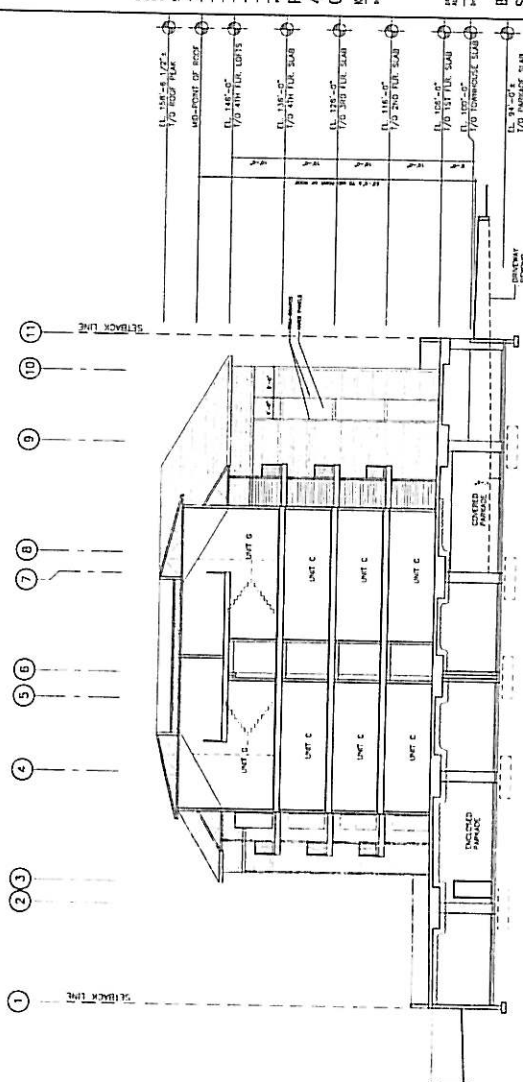 EL. 158'-6 1/2"±
T/O ROOF PEAK
MID-POINT OF ROOF
EL. 146'-0"
T/O 4TH FLR. LOFTS
EL. 136'-0"
T/O 4TH FLR. SLAB
EL. 126'-0"
T/O 3RD FLR. SLAB
EL. 116'-0"
T/O 2ND FLR. SLAB
EL. 106'-0"
T/O 1ST FLR. SLAB
EL. 100'-0"
T/O TOWNHOUSE SLAB
EL. 94'-0"±
T/O PARKADE SLAB
DRIVEWAY
BEYOND
11
10
9
8
7
6
5
4
3
2
1
SETBACK LINE
SETBACK LINE
UNIT G
UNIT C
UNIT C
UNIT C
UNIT G
UNIT C
UNIT C
UNIT C
COVERED
PARKADE
ENCLOSED
PARKADE